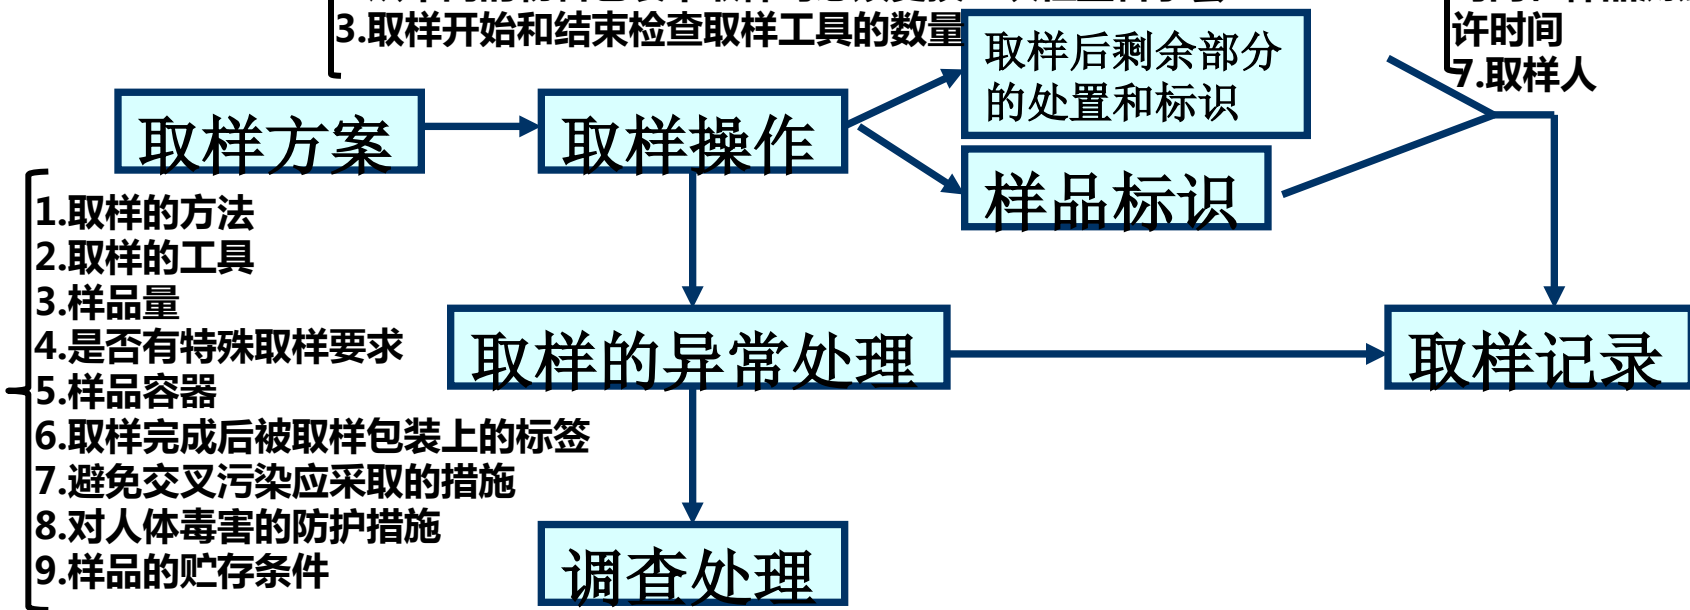 3.取样开始和结束检查取样工具的数量
许时间
7.取样人
取样后剩余部分
的处置和标识
取样方案
取样操作
样品标识
1.取样的方法
2.取样的工具
3.样品量
4.是否有特殊取样要求
5.样品容器
6.取样完成后被取样包装上的标签
7.避免交叉污染应采取的措施
8.对人体毒害的防护措施
9.样品的贮存条件
取样的异常处理
取样记录
调查处理